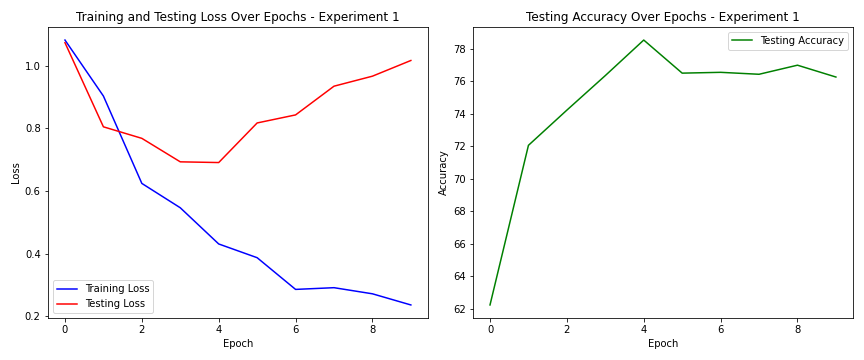 Training and Testing Loss Over Epochs - Experiment 1
1.0
0.8
0.6
0.4
0.2
Loss
Training Loss
Testing Loss
0 2 4 6 8
Epoch
Testing Accuracy Over Epochs - Experiment 1
Testing Accuracy
78
76
74
72
70
68
66
64
62
Accuracy
0 2 4 6 8
Epoch